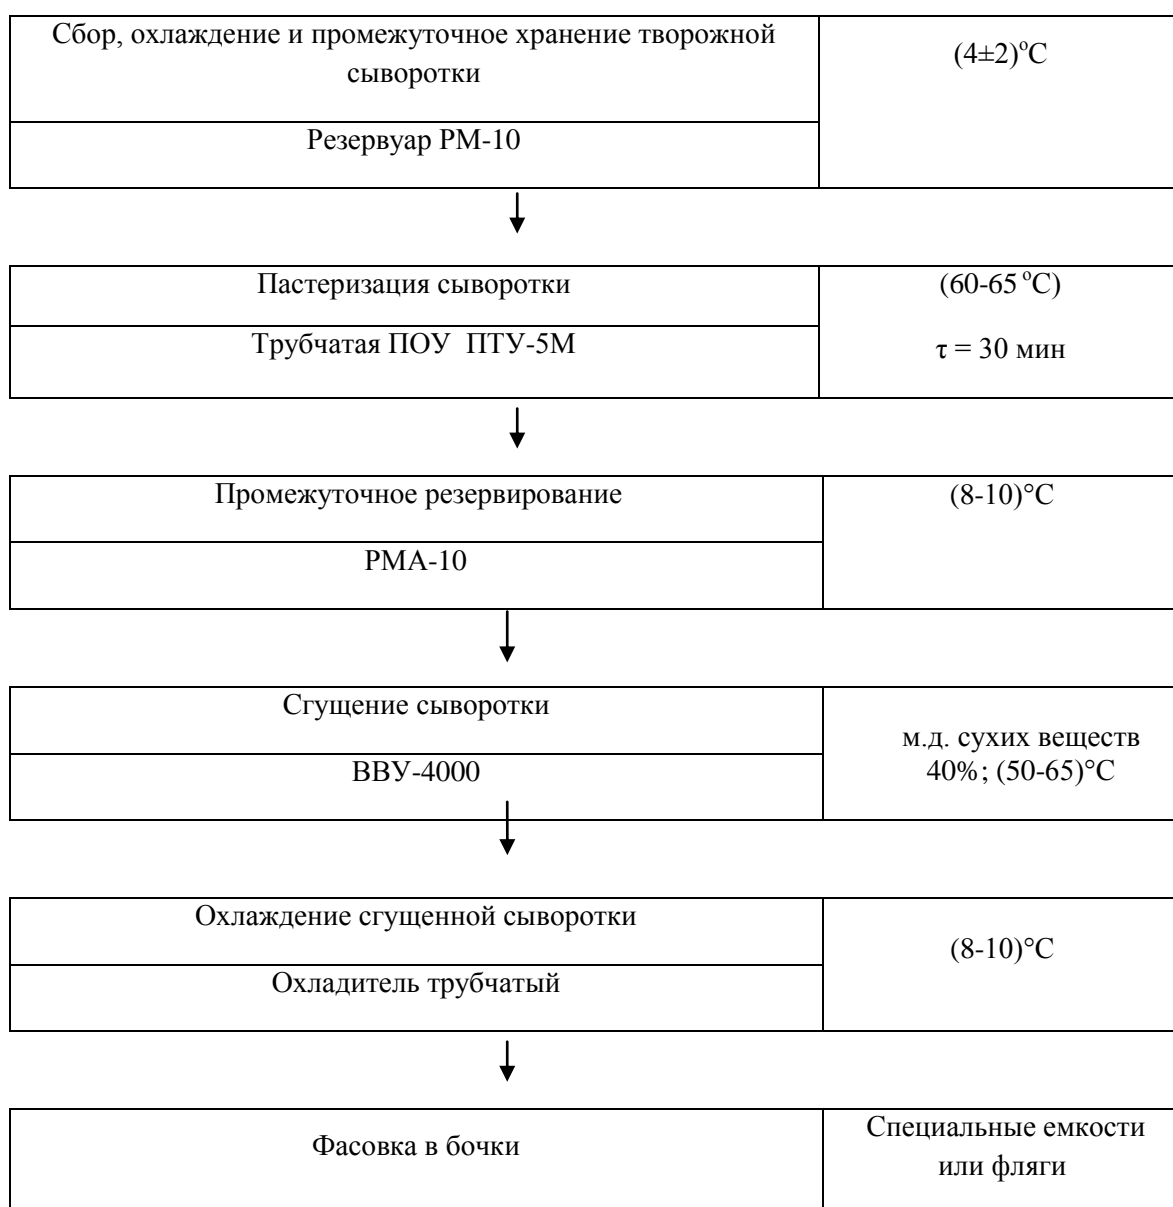 Сбор, охлаждение и промежуточное хранение творожной
сыворотки
(4±2)°С
Резервуар РМ-10
Пастеризация сыворотки
(60-65 °С)
Трубчатая ПОУ ПТУ-5М
τ = 30 мин
Промежуточное резервирование
(8-10)°С
РМА-10
Сгущение сыворотки
м.д. сухих веществ
40%; (50-65)°С
ВВУ-4000
Охлаждение сгущенной сыворотки
(8-10)°С
Охладитель трубчатый
Фасовка в бочки
Специальные емкости
или фляги